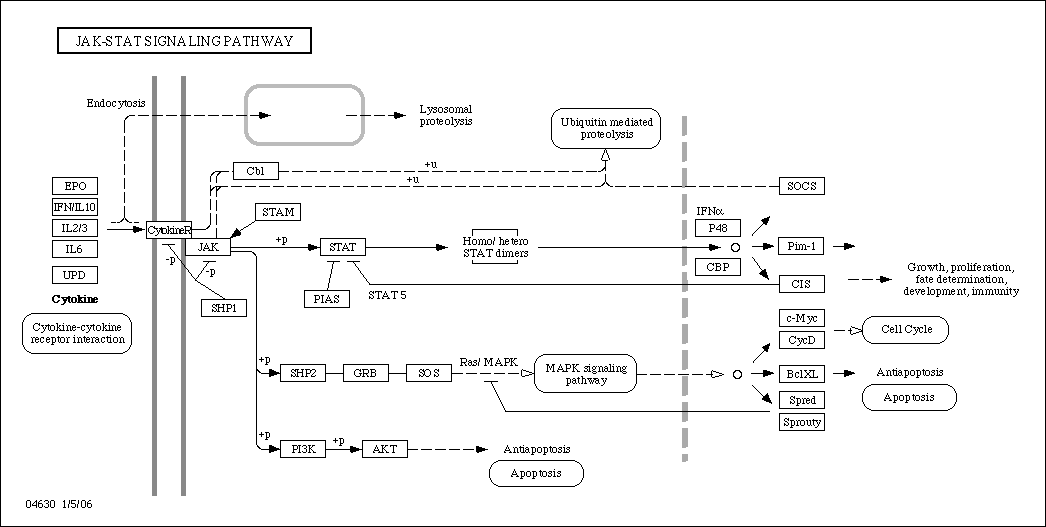 JAK-STAT SIGNALING PATHWAY
Endocytosis
Lysosomal
proteolysis
Ubiquitin mediated
proteolysis
Cbl
+u
+u
SOCS
EPO
IFN/IL10
IL2/3
IL6
UPD
Cytokine
Cytokine-cytokine
receptor interaction
CytokineR
JAK
STAM
-p
-p
SHP1
+p
STAT
PIAS
STAT 5
Homo/ hetero
STAT dimers
IFNα
P48
CBP
Pim-1
CIS
Growth, proliferation,
fate determination,
development, immunity
c-Myc
CycD
Cell Cycle
+p
SHP2
GRB
SOS
Ras/ MAPK
MAPK signaling
pathway
BclXL
Antiapoptosis
Apoptosis
Spred
Sprouty
+p
PI3K
+p
AKT
Antiapoptosis
Apoptosis
04630 1/5/06